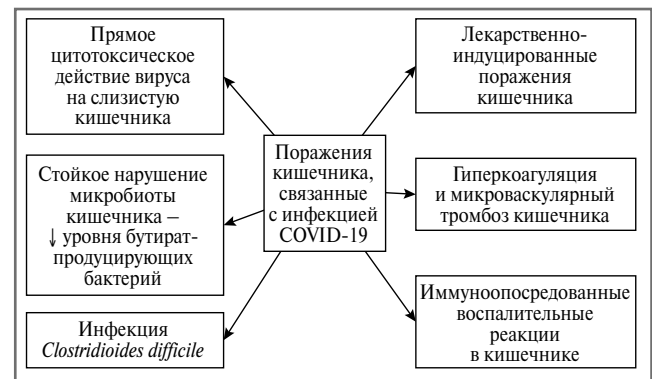 Прямое
цитотоксическое
действие вируса
на слизистую
кишечника
Стойкое нарушение
микробиоты
кишечника –
↓ уровня бутират-
продуцирующих
бактерий
Инфекция
Clostridioides difficile
Поражения
кишечника,
связанные
с инфекцией
COVID-19
Лекарственно-
индуцированные
поражения
кишечника
Гиперкоагуляция
и микроваскулярный
тромбоз кишечника
Иммуноопосредованные
воспалительные
реакции
в кишечнике